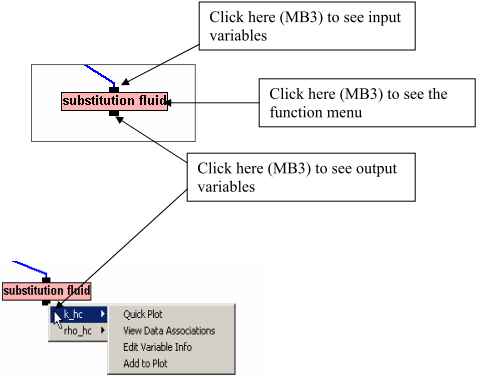 Click here (MB3) to see input
variables
substitution fluid
Click here (MB3) to see the
function menu
Click here (MB3) to see output
variables
substitution fluid
k_hc
rho_hc
Quick Plot
View Data Associations
Edit Variable Info
Add to Plot